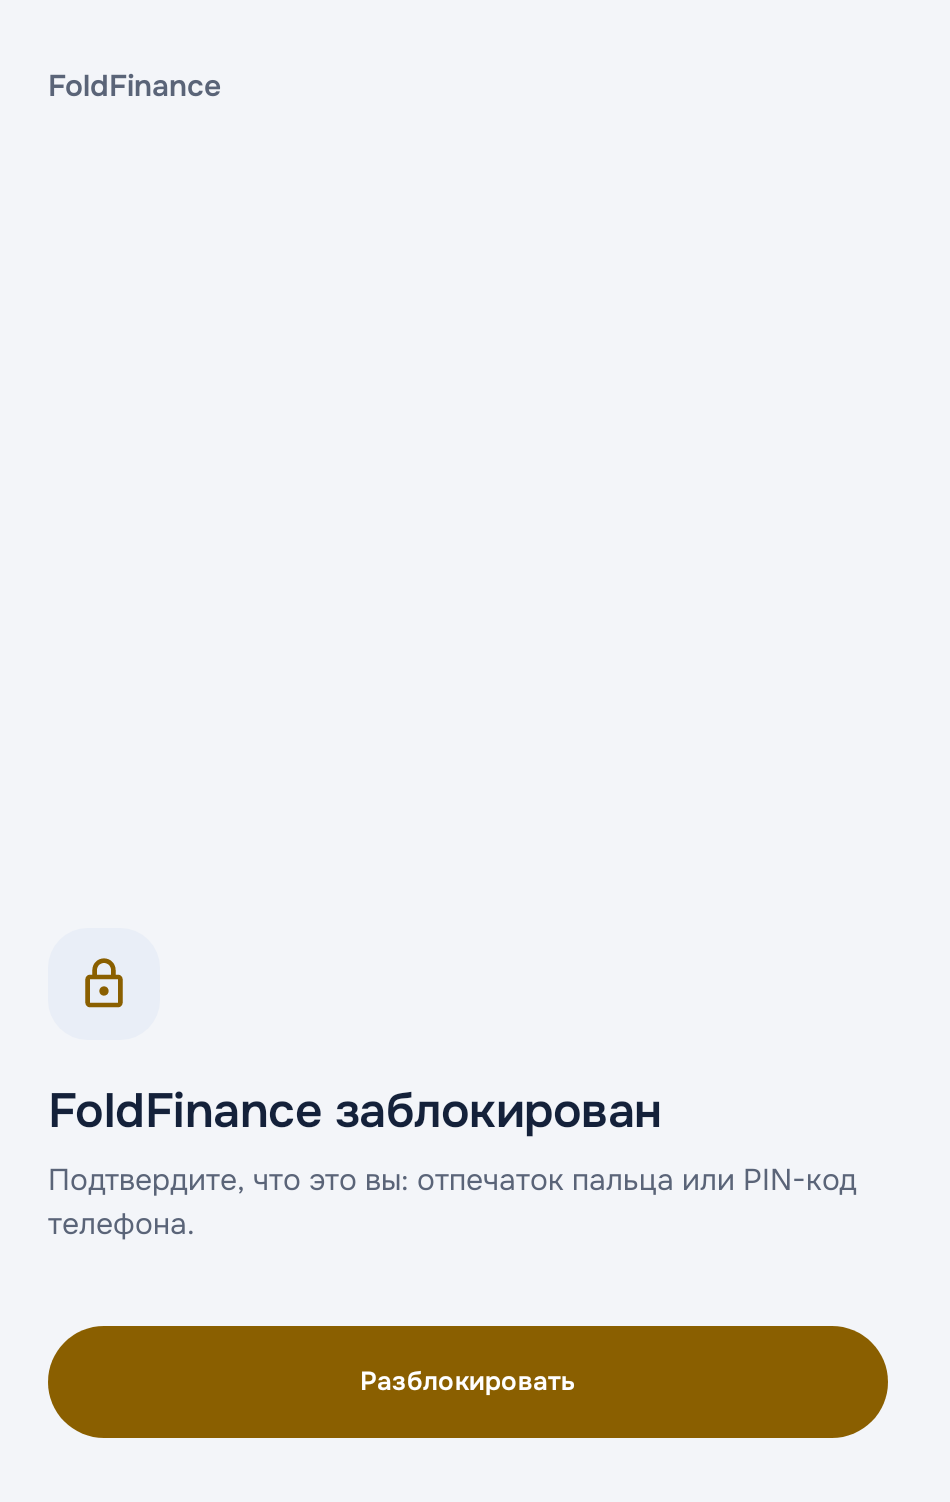 FoldFinance
FoldFinance заблокирован
Подтвердите, что это вы: отпечаток пальца или PIN-код
телефона.
Разблокировать